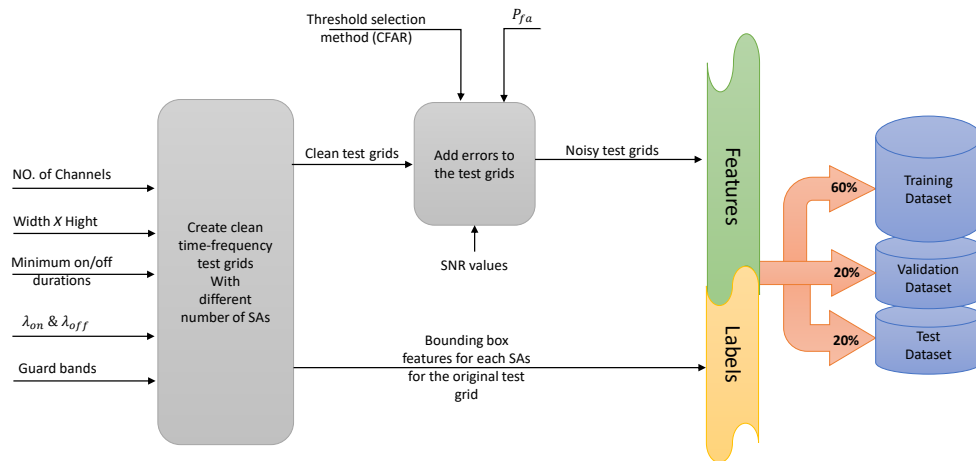 Threshold selection
method (CFAR)
P_fa
NO. of Channels
Width X Hight
Minimum on/off
durations
λ_on & λ_off
Guard bands
Create clean
time-frequency
test grids
With
different
number of SAs
Clean test grids
Add errors to
the test grids
SNR values
Noisy test grids
Bounding box
features for each SAs
for the original test
grid
Features
Labels
60%
20%
20%
Training
Dataset
Validation
Dataset
Test
Dataset